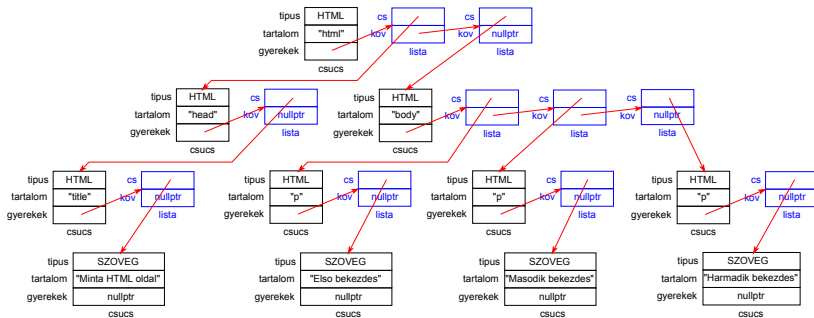 tipus HTML cs cs
tartalom "html" kov kov nullptr
gyerekek lista
csucs
tipus HTML cs tipus HTML cs cs cs
tartalom "head" kov nullptr tartalom "body" kov kov kov nullptr
gyerekek lista gyerekek lista lista lista
csucs csucs
tipus HTML cs tipus HTML cs tipus HTML cs tipus HTML cs
tartalom "title" kov nullptr tartalom "p" kov nullptr tartalom "p" kov nullptr tartalom "p" kov nullptr
gyerekek lista gyerekek lista gyerekek lista gyerekek lista
csucs csucs csucs csucs
tipus SZOVEG tipus SZOVEG tipus SZOVEG tipus SZOVEG
tartalom "Minta HTML oldal" tartalom "Elso bekezdes" tartalom "Masodik bekezdes" tartalom "Harmadik bekezdes"
gyerekek nullptr gyerekek nullptr gyerekek nullptr gyerekek nullptr
csucs csucs csucs csucs